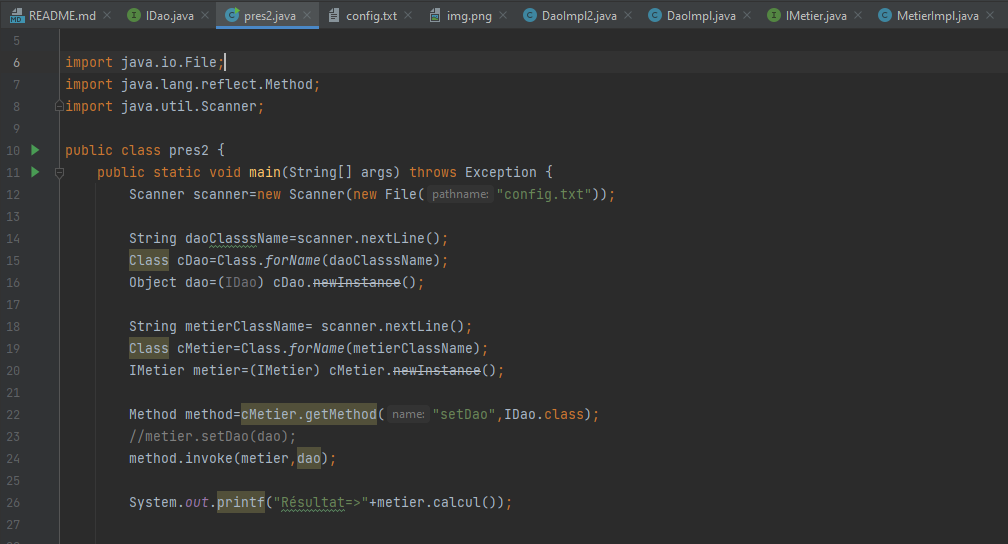 README.md IDao.java pres2.java config.txt img.png DaoImpl2.java DaoImpl.java IMetier.java MetierImpl.java
5
6 import java.io.File;
7 import java.lang.reflect.Method;
8 import java.util.Scanner;
9
10 public class pres2 {
11 public static void main(String[] args) throws Exception {
12 Scanner scanner=new Scanner(new File( pathname: "config.txt"));
13
14 String daoClasssName=scanner.nextLine();
15 Class cDao=Class.forName(daoClasssName);
16 Object dao=(IDao) cDao.newInstance();
17
18 String metierClassName= scanner.nextLine();
19 Class cMetier=Class.forName(metierClassName);
20 IMetier metier=(IMetier) cMetier.newInstance();
21
22 Method method=cMetier.getMethod( name: "setDao",IDao.class);
23 //metier.setDao(dao);
24 method.invoke(metier,dao);
25
26 System.out.printf("Résultat=>"+metier.calcul());
27